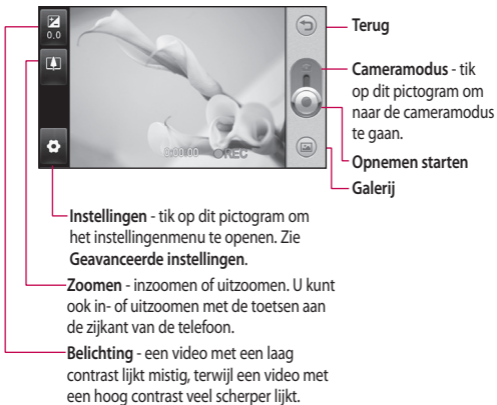 0.0
0:00:00 REC
Terug
Cameramodus - tik
op dit pictogram om
naar de cameramodus
te gaan.
Opnemen starten
Galerij
Instellingen - tik op dit pictogram om
het instellingenmenu te openen. Zie
Geavanceerde instellingen.
Zoomen - inzoomen of uitzoomen. U kunt
ook in- of uitzoomen met de toetsen aan
de zijkant van de telefoon.
Belichting - een video met een laag
contrast lijkt mistig, terwijl een video met
een hoog contrast veel scherper lijkt.